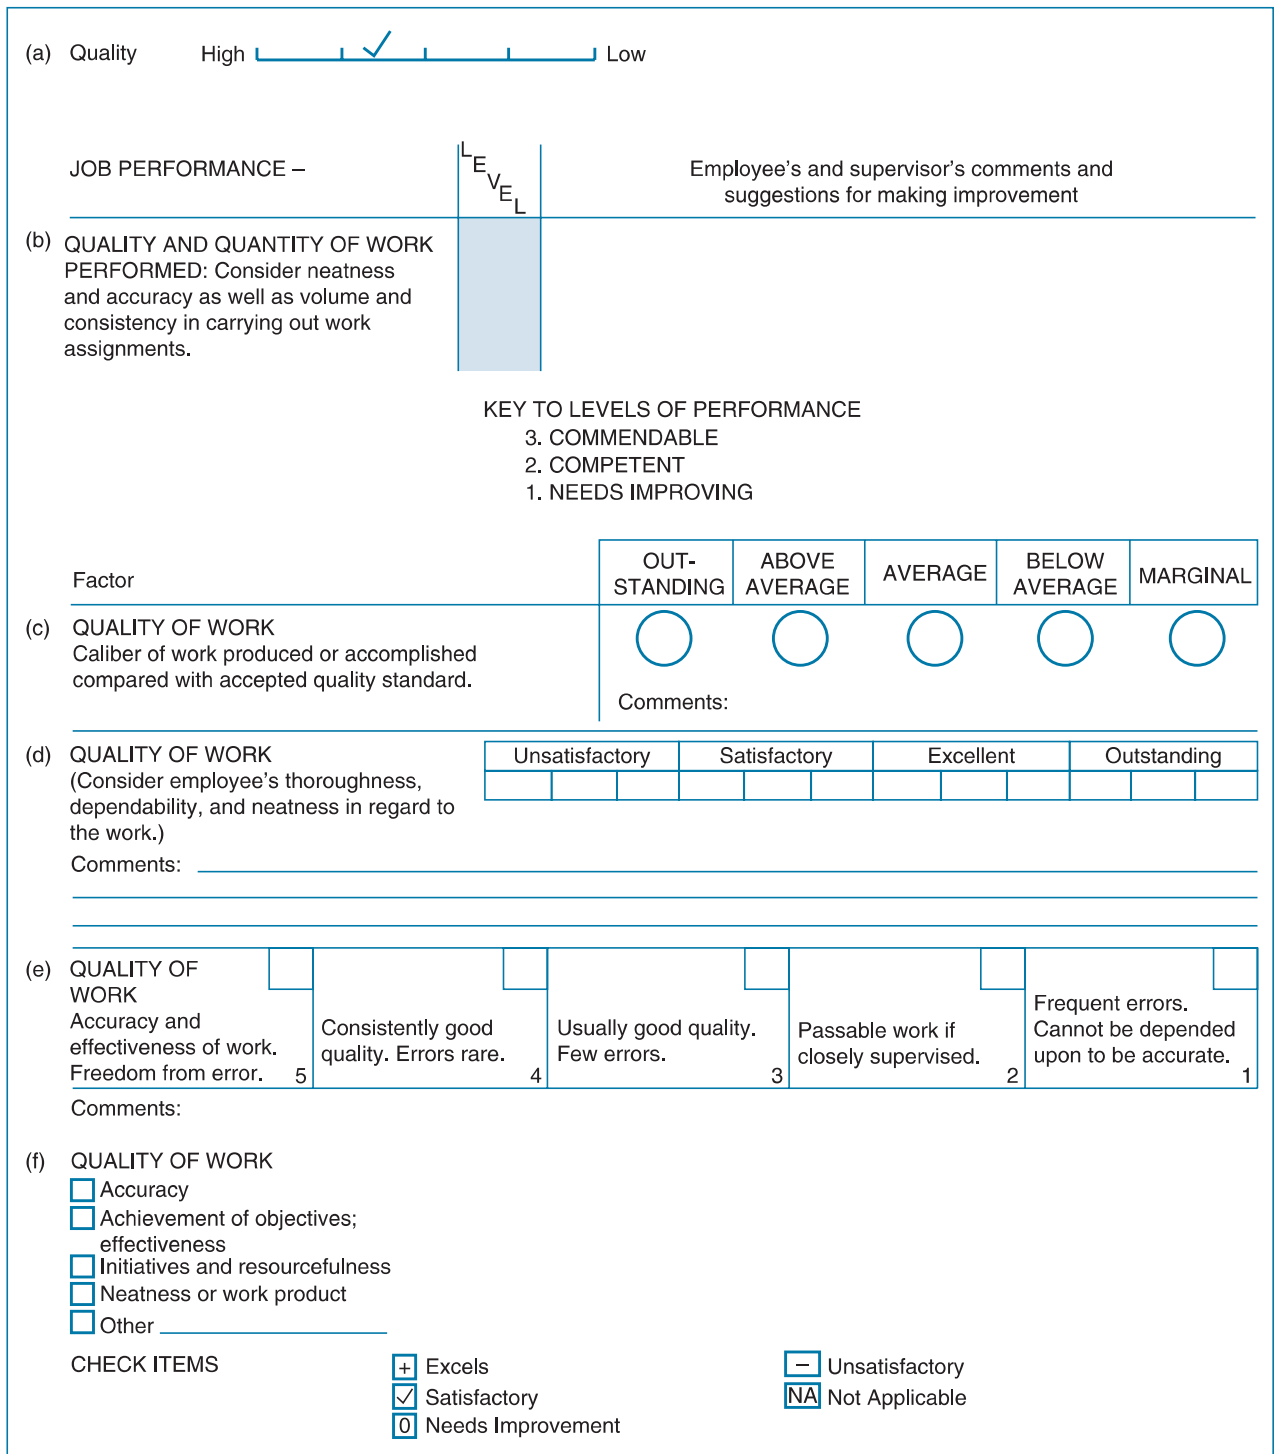 (a) Quality High Low
JOB PERFORMANCE –
LEVEL
Employee's and supervisor's comments and
suggestions for making improvement
(b) QUALITY AND QUANTITY OF WORK
PERFORMED: Consider neatness
and accuracy as well as volume and
consistency in carrying out work
assignments.
KEY TO LEVELS OF PERFORMANCE
3. COMMENDABLE
2. COMPETENT
1. NEEDS IMPROVING
Factor
OUT-
STANDING
ABOVE
AVERAGE
AVERAGE
BELOW
AVERAGE
MARGINAL
(c) QUALITY OF WORK
Caliber of work produced or accomplished
compared with accepted quality standard.
Comments:
(d) QUALITY OF WORK
(Consider employee's thoroughness,
dependability, and neatness in regard to
the work.)
Unsatisfactory Satisfactory Excellent Outstanding
Comments:
(e) QUALITY OF
WORK
Accuracy and
effectiveness of work.
Freedom from error. 5
Consistently good
quality. Errors rare.
4
Usually good quality.
Few errors.
3
Passable work if
closely supervised.
2
Frequent errors.
Cannot be depended
upon to be accurate.
1
Comments:
(f) QUALITY OF WORK
Accuracy
Achievement of objectives;
effectiveness
Initiatives and resourcefulness
Neatness or work product
Other
CHECK ITEMS
+ Excels
✓ Satisfactory
0 Needs Improvement
– Unsatisfactory
NA Not Applicable